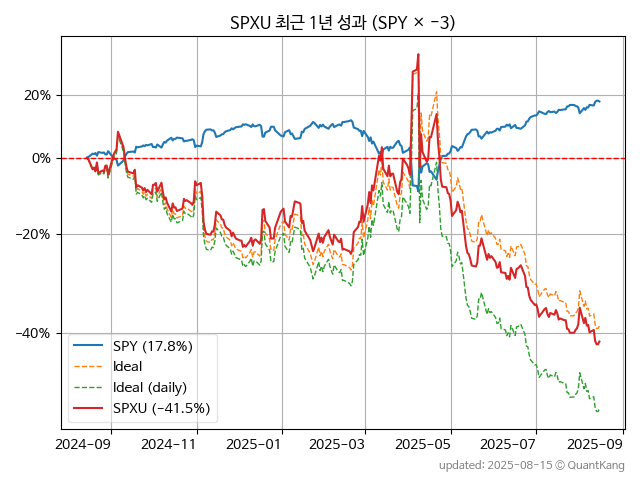 SPXU 최근 1년 성과 (SPY × −3)
20%
0%
−20%
−40%
SPY (17.8%)
Ideal
Ideal (daily)
SPXU (−41.5%)
2024-09 2024-11 2025-01 2025-03 2025-05 2025-07 2025-09
updated: 2025-08-15 © QuantKang